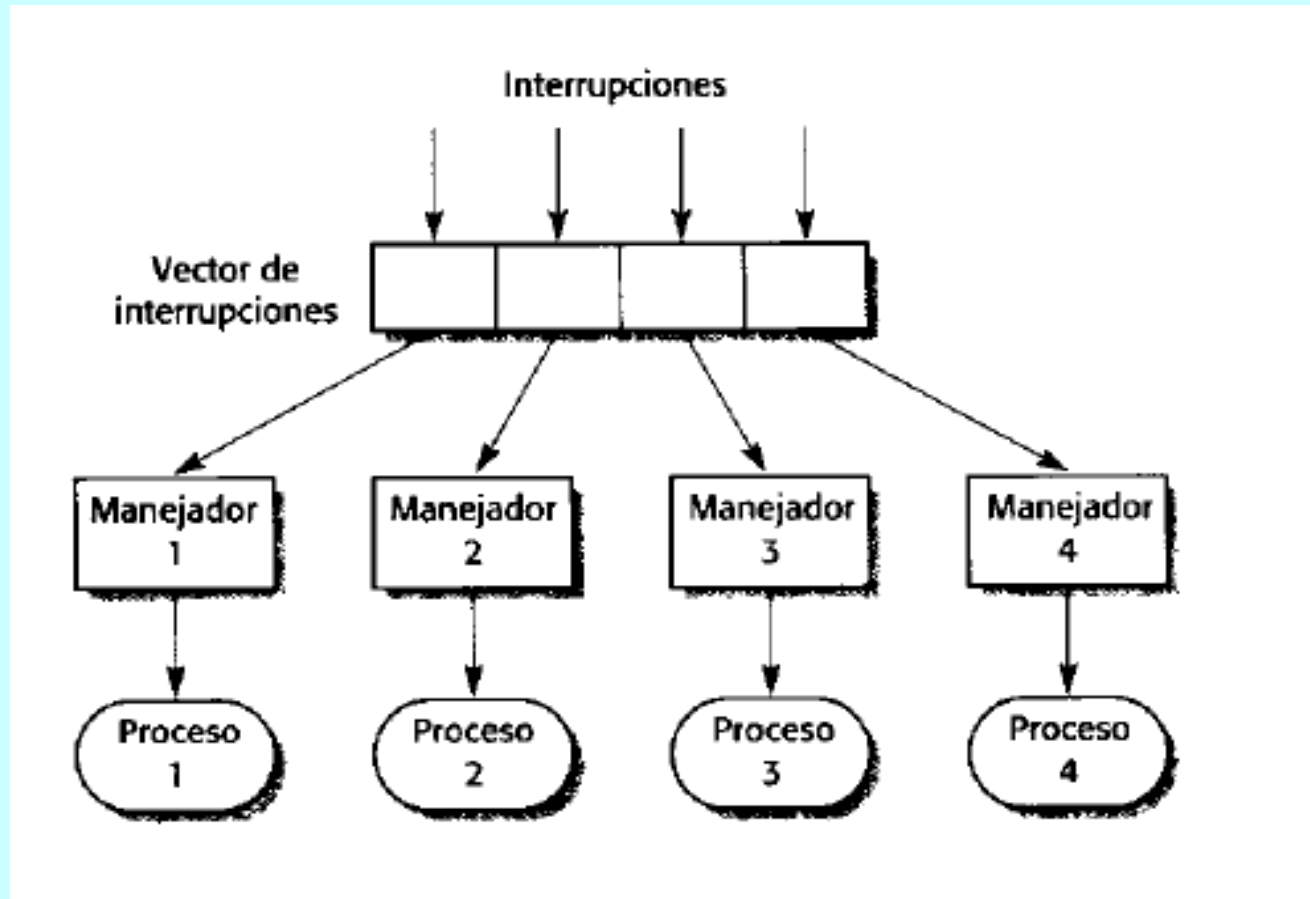 Interrupciones
Vector de
interrupciones
Manejador
1
Manejador
2
Manejador
3
Manejador
4
Proceso
1
Proceso
2
Proceso
3
Proceso
4